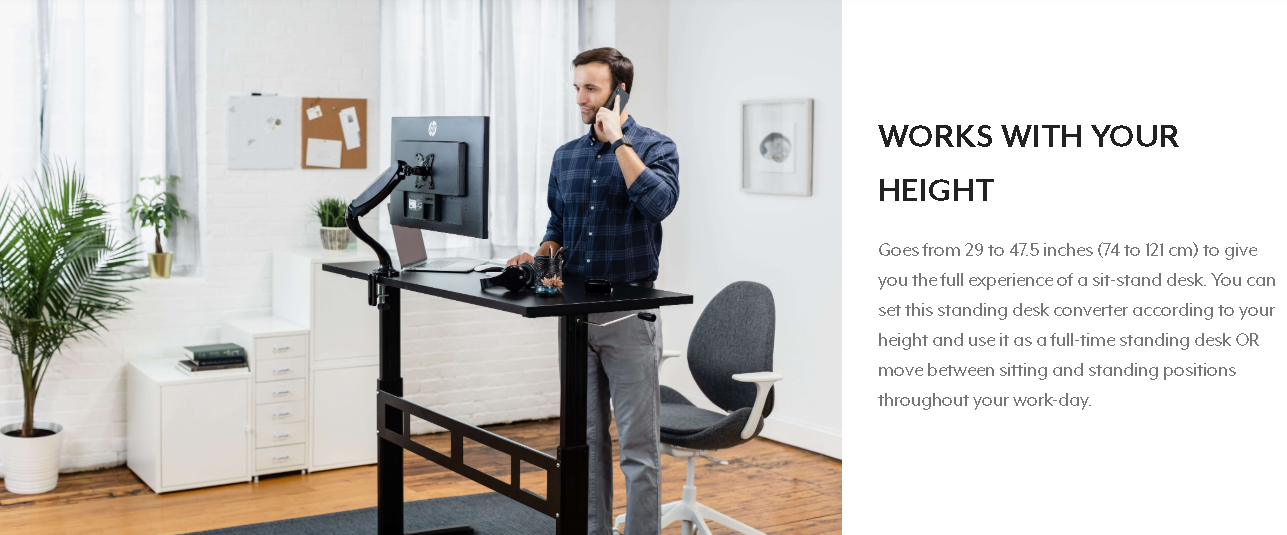 WORKS WITH YOUR
HEIGHT
Goes from 29 to 47.5 inches (74 to 121 cm) to give
you the full experience of a sit-stand desk. You can
set this standing desk converter according to your
height and use it as a full-time standing desk OR
move between sitting and standing positions
throughout your work-day.